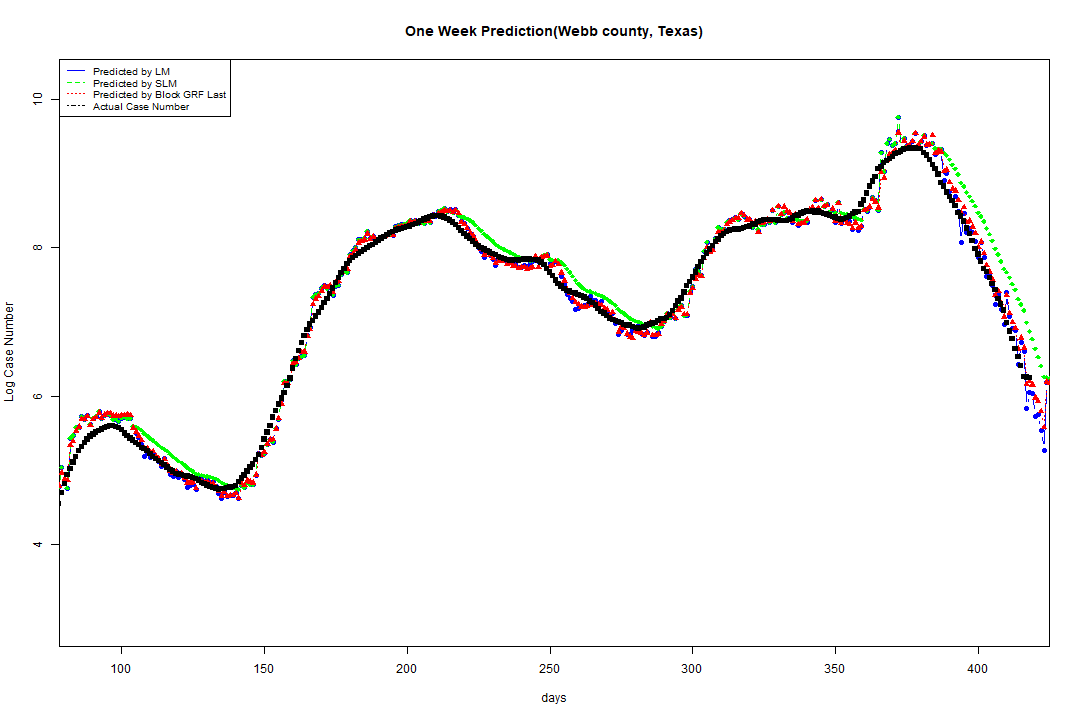 One Week Prediction(Webb county, Texas)
Predicted by LM
Predicted by SLM
Predicted by Block GRF Last
Actual Case Number
10
8
6
4
Log Case Number
100 150 200 250 300 350 400
days